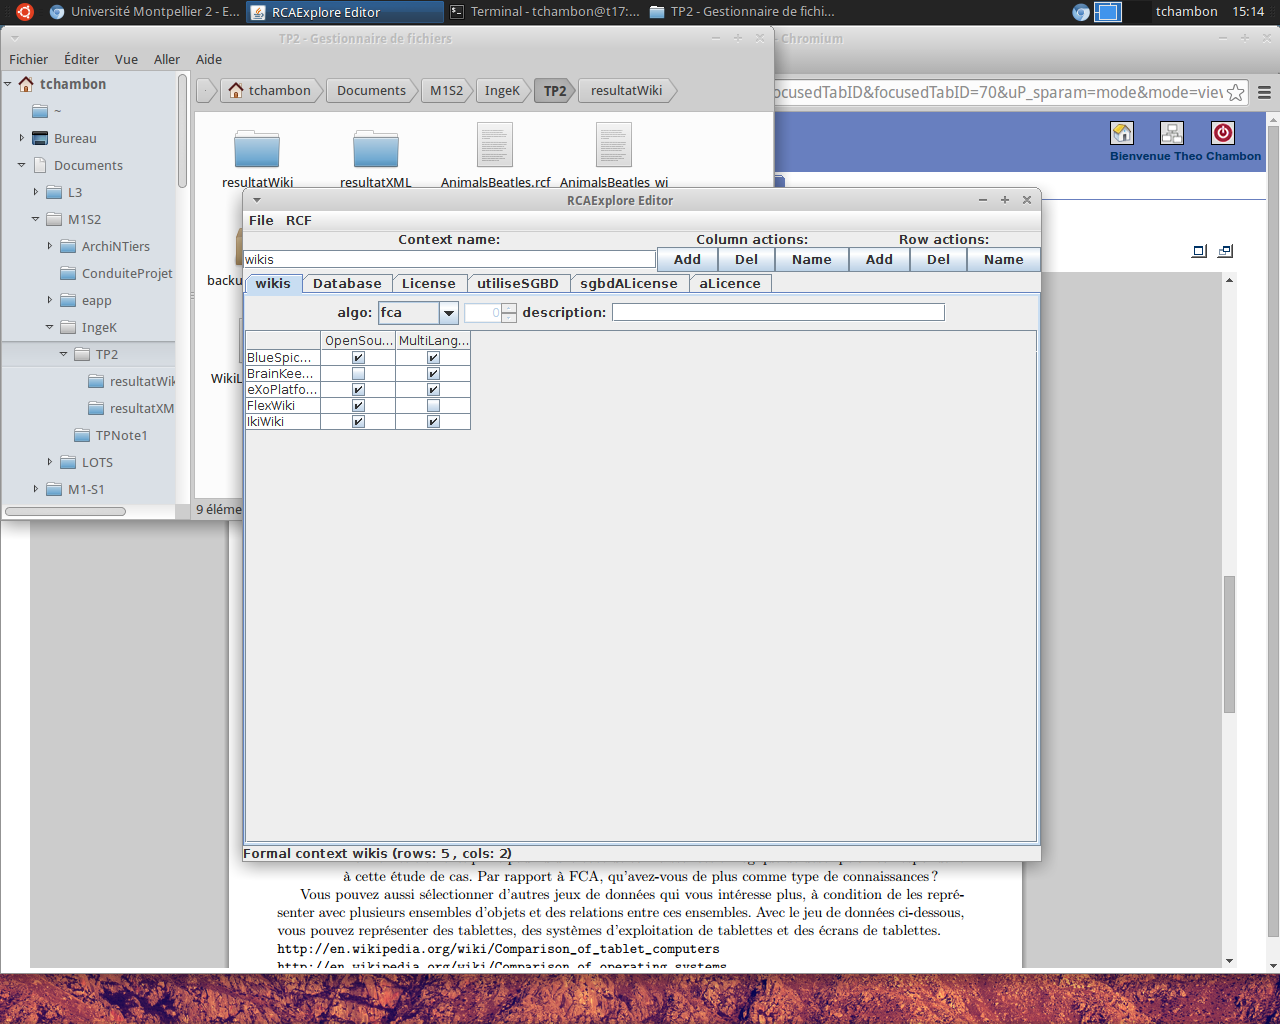 Université Montpellier 2 - E...
RCAExplore Editor
Terminal - tchambon@t17:...
TP2 - Gestionnaire de fichi...
tchambon
15:14
TP2 - Gestionnaire de fichiers
- Chromium
Fichier Éditer Vue Aller Aide
tchambon
~
Bureau
Documents
L3
M1S2
ArchiNTiers
ConduiteProjet
eapp
IngeK
TP2
resultatWik
resultatXM
TPNote1
LOTS
M1-S1
tchambon Documents M1S2 IngeK TP2 resultatWiki
resultatWiki resultatXML AnimalsBeatles.rcf AnimalsBeatles wi
backu
WikiL
9 éléme
ocusedTabID&focusedTabID=70&uP_sparam=mode&mode=viev
Bienvenue Theo Chambon
RCAExplore Editor
File RCF
Context name: Column actions: Row actions:
wikis Add Del Name Add Del Name
wikis Database License utiliseSGBD sgbdALicense aLicence
algo: fca 0 description:
OpenSou... MultiLang...
BlueSpic...
BrainKee...
eXoPlatfo...
FlexWiki
IkiWiki
Formal context wikis (rows: 5 , cols: 2)
à cette étude de cas. Par rapport à FCA, qu'avez-vous de plus comme type de connaissances ?
Vous pouvez aussi sélectionner d'autres jeux de données qui vous intéresse plus, à condition de les repré-
senter avec plusieurs ensembles d'objets et des relations entre ces ensembles. Avec le jeu de données ci-dessous,
vous pouvez représenter des tablettes, des systèmes d'exploitation de tablettes et des écrans de tablettes.
http://en.wikipedia.org/wiki/Comparison_of_tablet_computers
http://en.wikipedia.org/wiki/Comparison_of_operating_systems